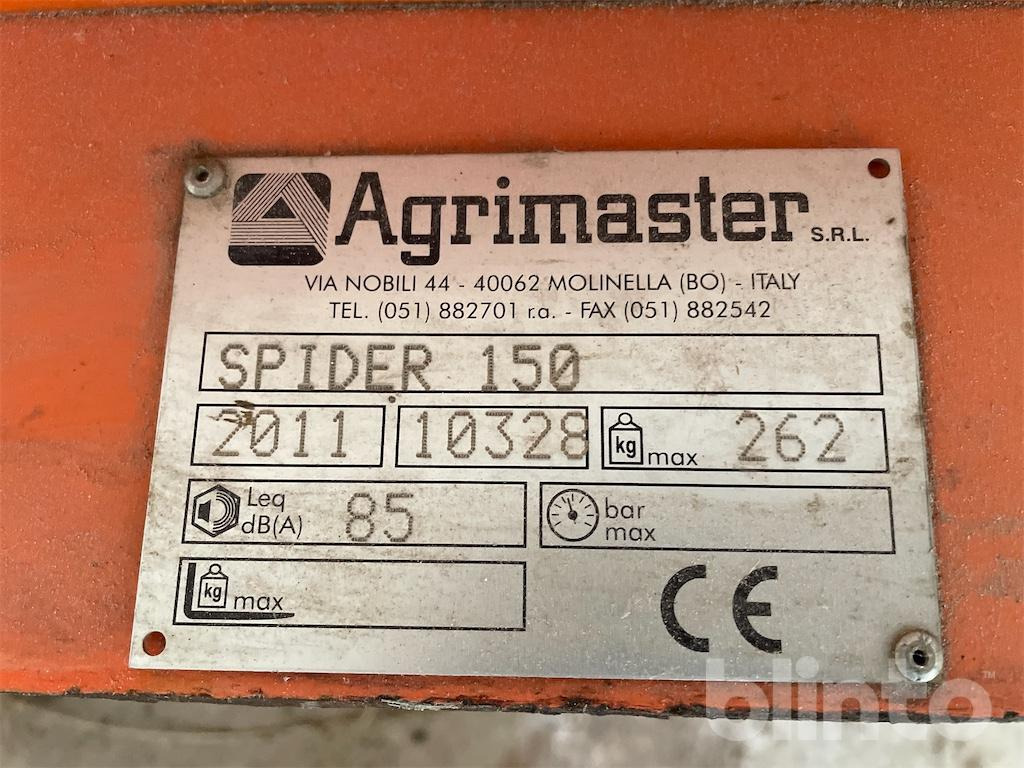 Agrimaster S.R.L.
VIA NOBILI 44 - 40062 MOLINELLA (BO) - ITALY
TEL. (051) 882701 r.a. - FAX (051) 882542
SPIDER 150
2011 10328 kg max 262
Leq dB(A) 85 bar max
kg max
CE
blinto™